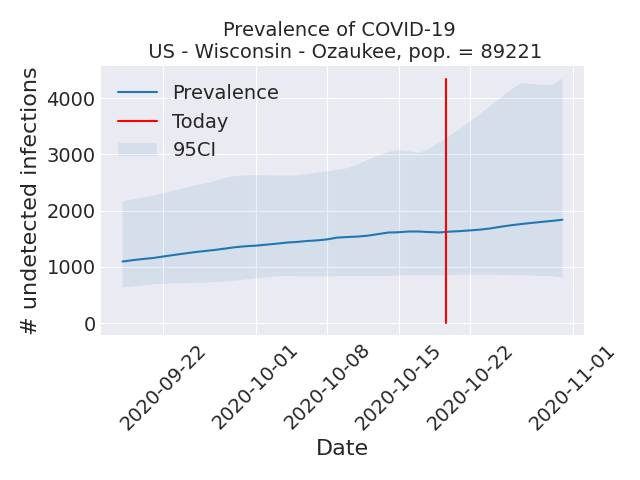 Prevalence of COVID-19
US - Wisconsin - Ozaukee, pop. = 89221
# undetected infections
4000
3000
2000
1000
0
Prevalence
Today
95CI
2020-09-22
2020-10-01
2020-10-08
2020-10-15
2020-10-22
2020-11-01
Date